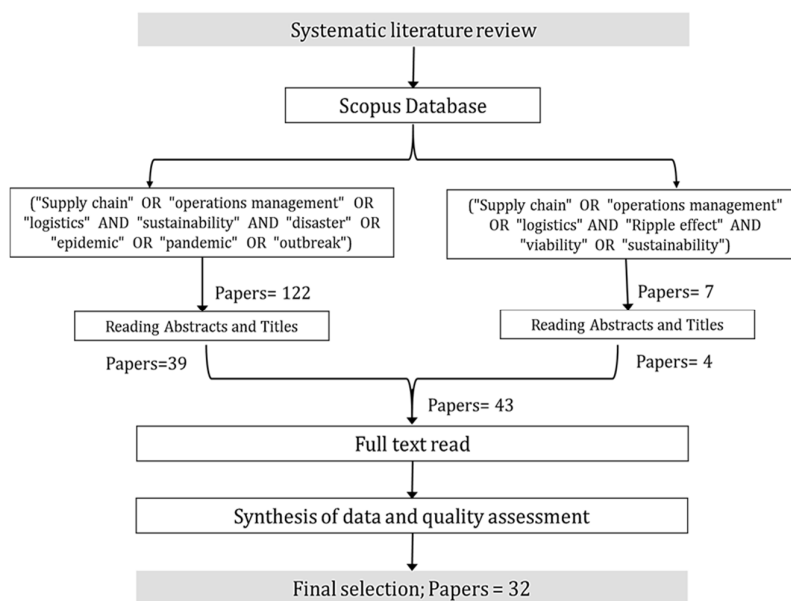 Systematic literature review
Scopus Database
("Supply chain" OR "operations management" OR
"logistics" AND "sustainability" AND "disaster" OR
"epidemic" OR "pandemic" OR "outbreak")
("Supply chain" OR "operations management"
OR "logistics" AND "Ripple effect" AND
"viability" OR "sustainability")
Papers= 122
Papers= 7
Reading Abstracts and Titles
Reading Abstracts and Titles
Papers=39
Papers= 4
Papers= 43
Full text read
Synthesis of data and quality assessment
Final selection; Papers = 32